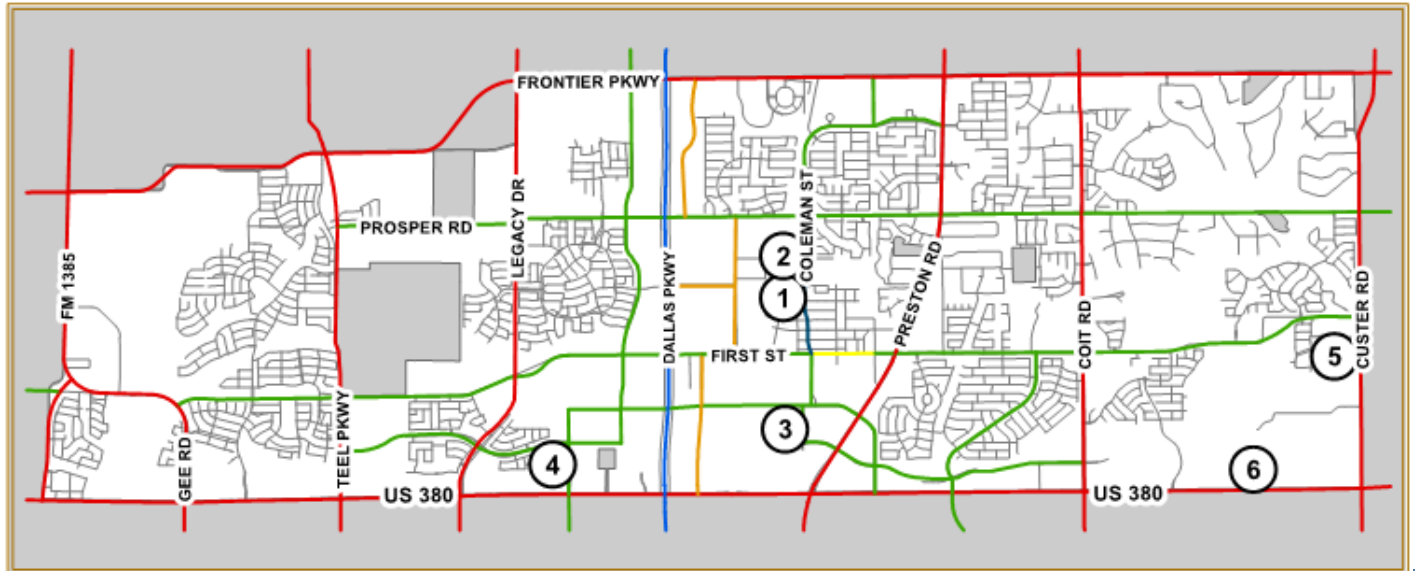 FRONTIER PKWY
PROSPER RD
LEGACY DR
COLEMAN ST
2
1
FM 1385
DALLAS PKWY
PRESTON RD
COIT RD
CUSTER RD
FIRST ST
5
TEEL PKWY
GEE RD
3
4
6
US 380
US 380